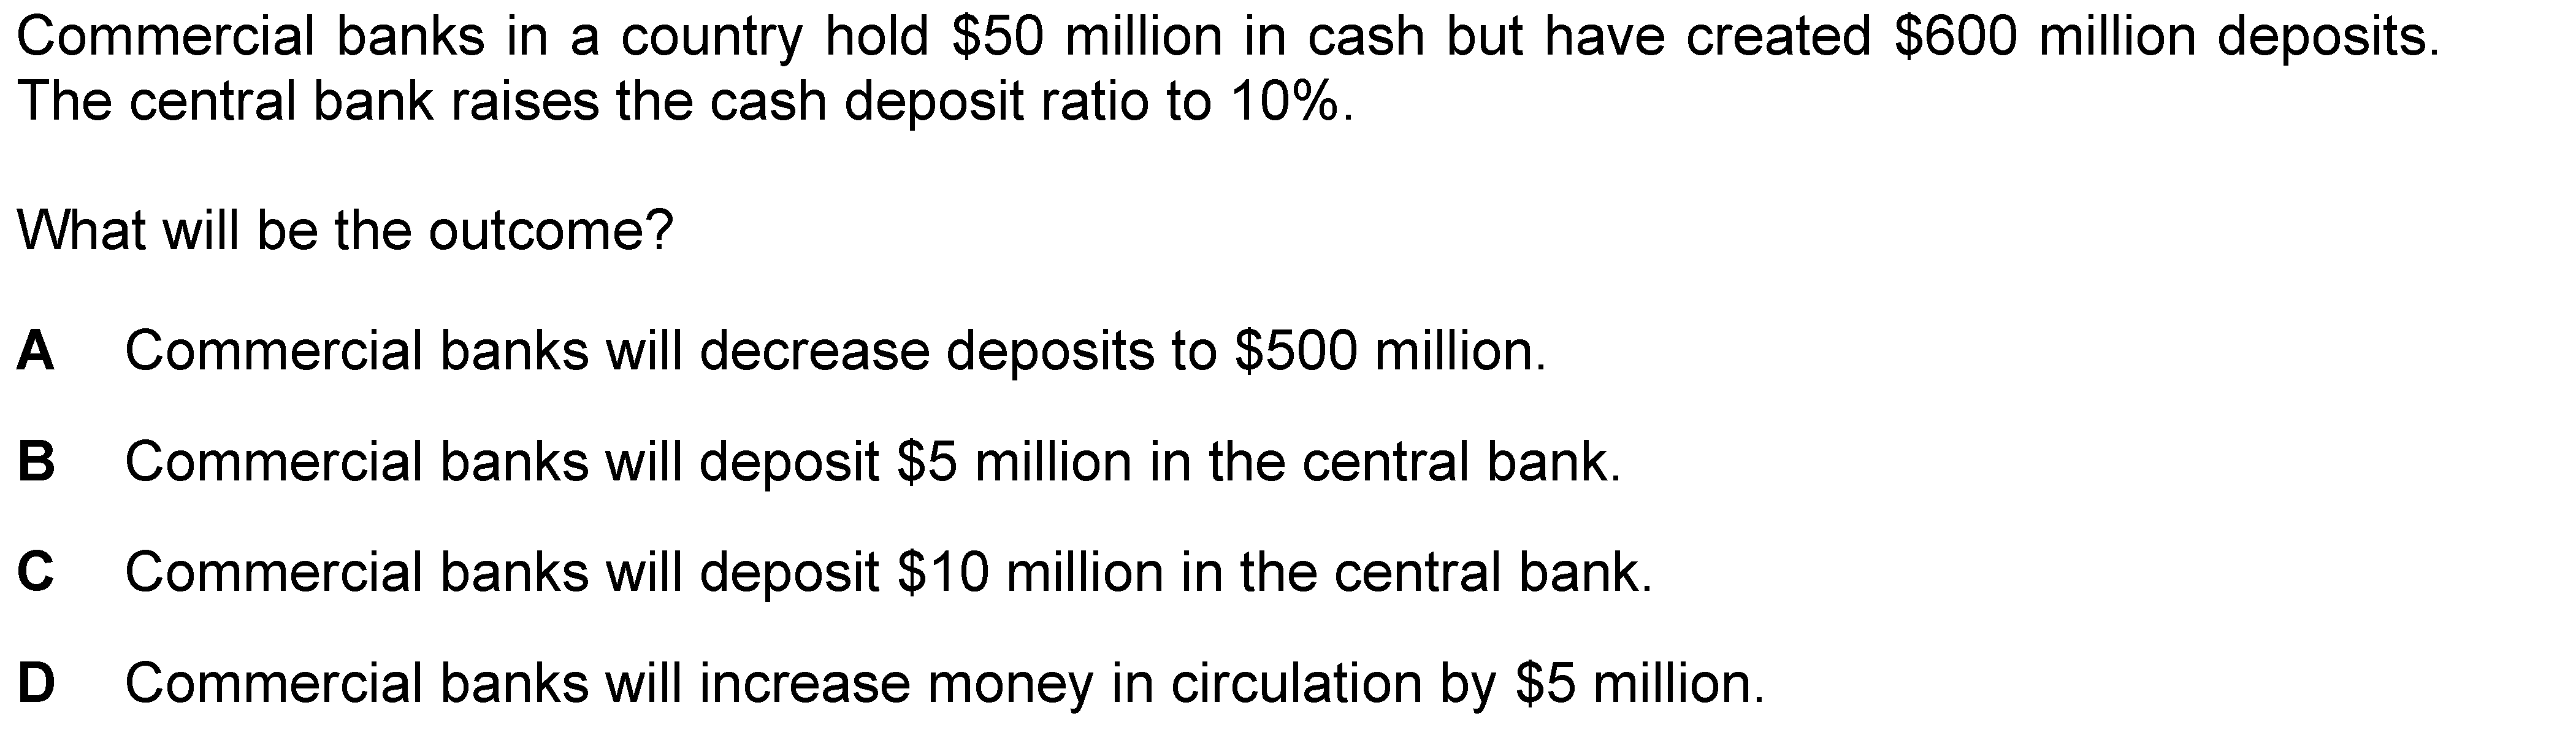 Commercial banks in a country hold $50 million in cash but have created $600 million deposits.
The central bank raises the cash deposit ratio to 10%.
What will be the outcome?
A Commercial banks will decrease deposits to $500 million.
B Commercial banks will deposit $5 million in the central bank.
C Commercial banks will deposit $10 million in the central bank.
D Commercial banks will increase money in circulation by $5 million.